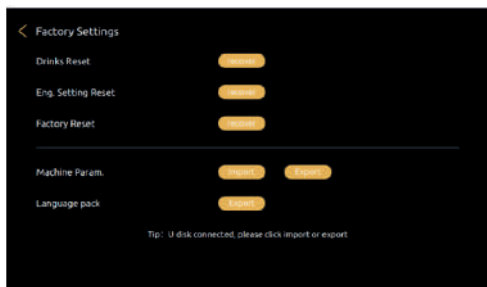 Factory Settings
Drinks Reset
Eng. Setting Reset
Factory Reset
Machine Param. Import Export
Language pack Export
Tip: U disk connected, please click import or export